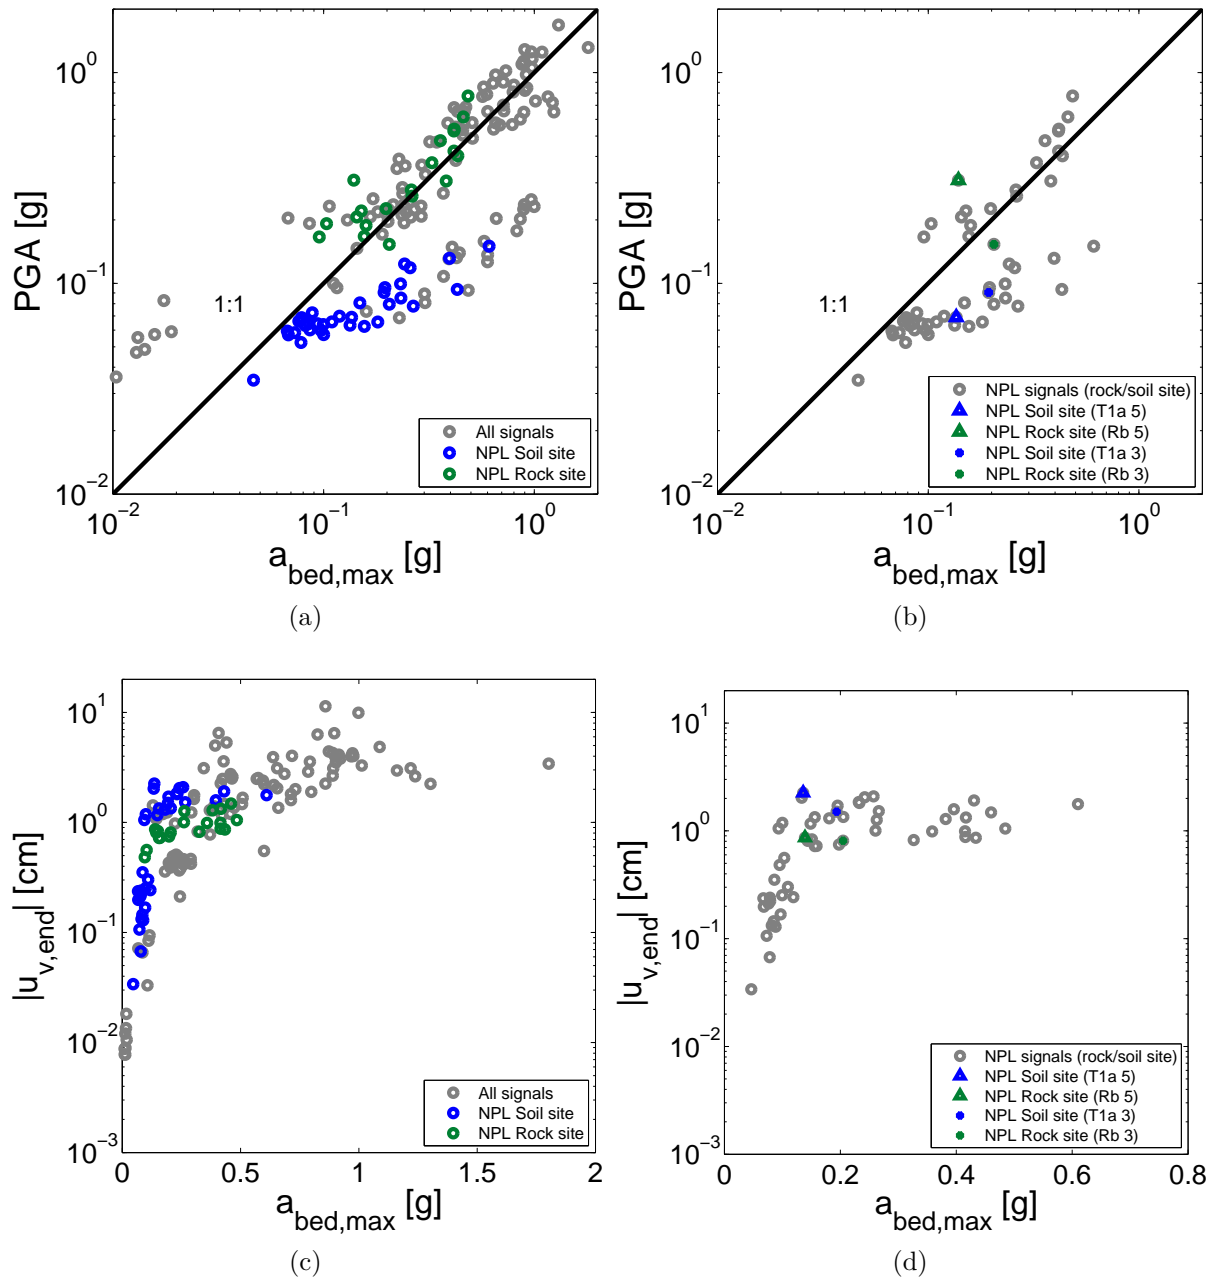 10^0
10^-1
10^-2
PGA [g]
1:1
All signals
NPL Soil site
NPL Rock site
10^-2
10^-1
10^0
a_bed,max [g]
(a)
10^0
10^-1
10^-2
PGA [g]
1:1
NPL signals (rock/soil site)
NPL Soil site (T1a 5)
NPL Rock site (Rb 5)
NPL Soil site (T1a 3)
NPL Rock site (Rb 3)
10^-2
10^-1
10^0
a_bed,max [g]
(b)
10^1
10^0
10^-1
10^-2
10^-3
|u_v,end| [cm]
All signals
NPL Soil site
NPL Rock site
0
0.5
1
1.5
2
a_bed,max [g]
(c)
10^1
10^0
10^-1
10^-2
10^-3
|u_v,end| [cm]
NPL signals (rock/soil site)
NPL Soil site (T1a 5)
NPL Rock site (Rb 5)
NPL Soil site (T1a 3)
NPL Rock site (Rb 3)
0
0.2
0.4
0.6
0.8
a_bed,max [g]
(d)